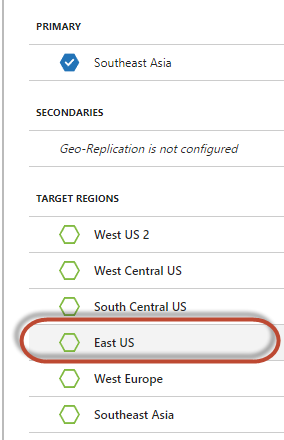 PRIMARY
Southeast Asia
SECONDARIES
Geo-Replication is not configured
TARGET REGIONS
West US 2
West Central US
South Central US
East US
West Europe
Southeast Asia